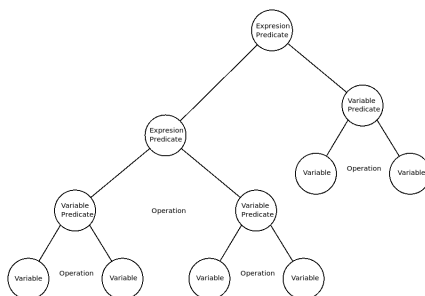 Expresion
Predicate
Variable
Predicate
Expresion
Predicate
Variable
Operation
Variable
Variable
Predicate
Operation
Variable
Predicate
Variable
Operation
Variable
Variable
Operation
Variable